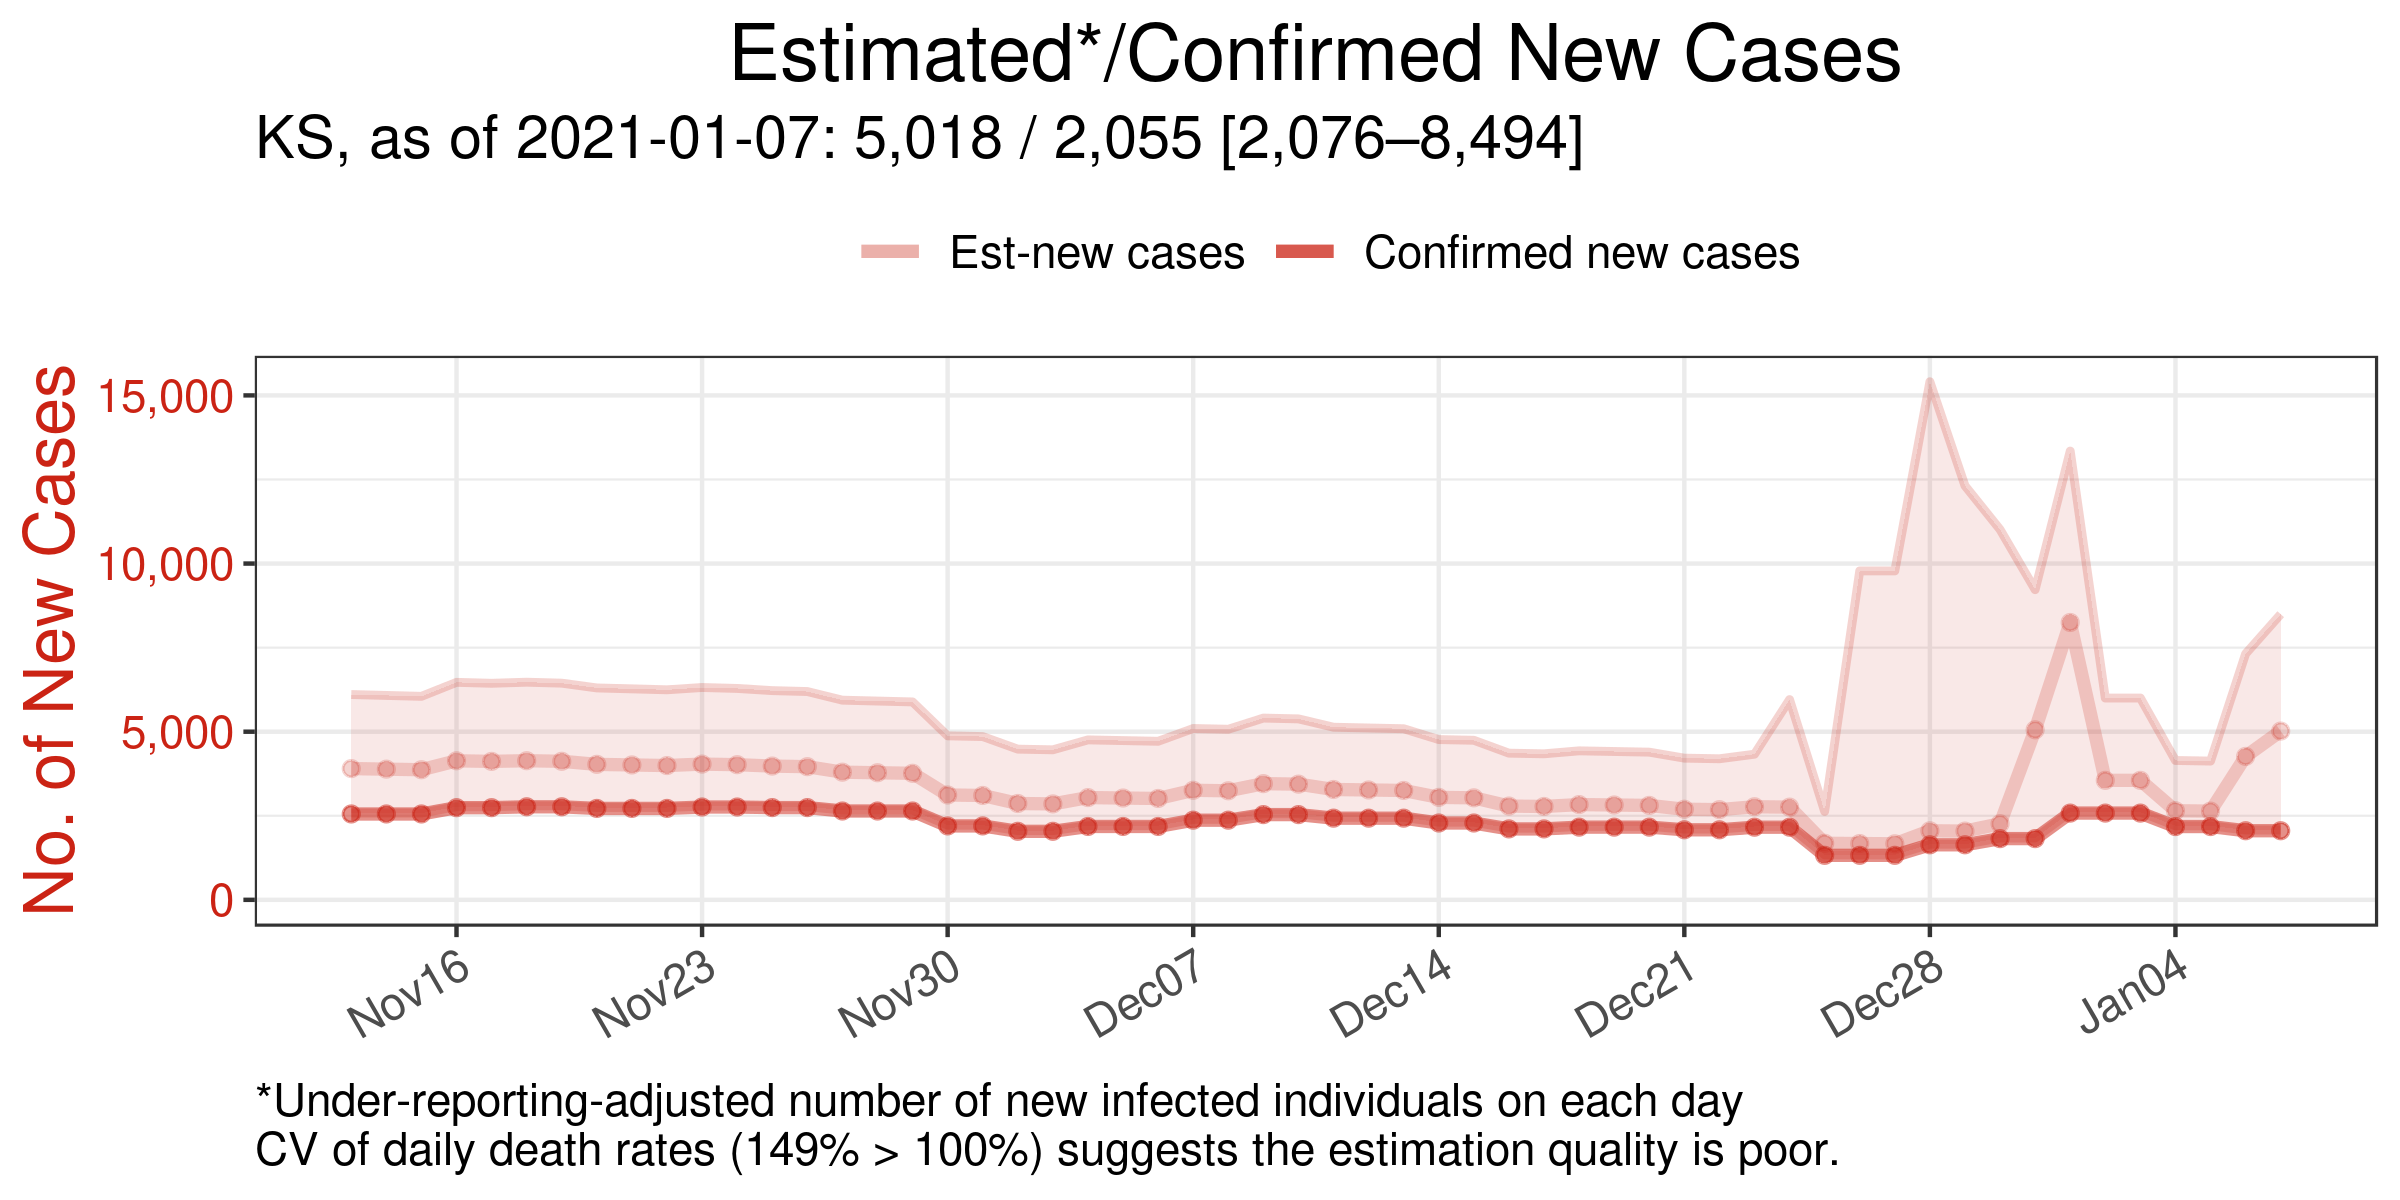 Estimated*/Confirmed New Cases
KS, as of 2021-01-07: 5,018 / 2,055 [2,076–8,494]
Est-new cases
Confirmed new cases
No. of New Cases
15,000
10,000
5,000
0
Nov16
Nov23
Nov30
Dec07
Dec14
Dec21
Dec28
Jan04
*Under-reporting-adjusted number of new infected individuals on each day
CV of daily death rates (149% > 100%) suggests the estimation quality is poor.